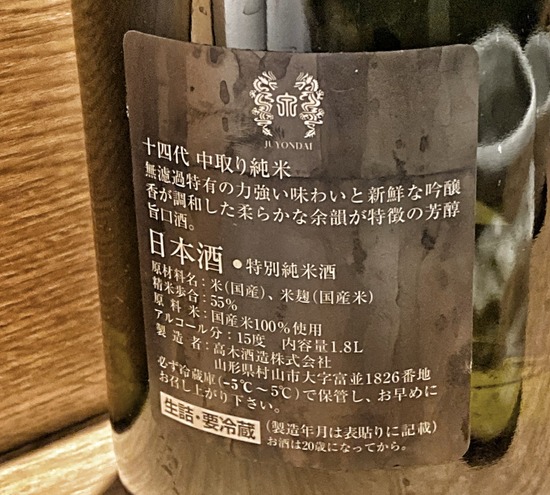 JUYONDAI
十四代 中取り純米
無濾過特有の力強い味わいと新鮮な吟醸
香が調和した柔らかな余韻が特徴の芳醇
旨口酒。
日本酒 ●特別純米酒
原材料名：米(国産)、米麹(国産米)
精米歩合：55%
原料米：国産米100%使用
アルコール分：15度 内容量1.8L
製造者：高木酒造株式会社
山形県村山市大字富並1826番地
必ず冷蔵庫(-5℃～5℃)で保管し、お早めに
お召し上がり下さい。
生詰・要冷蔵 (製造年月は表貼りに記載)
お酒は20歳になってから。